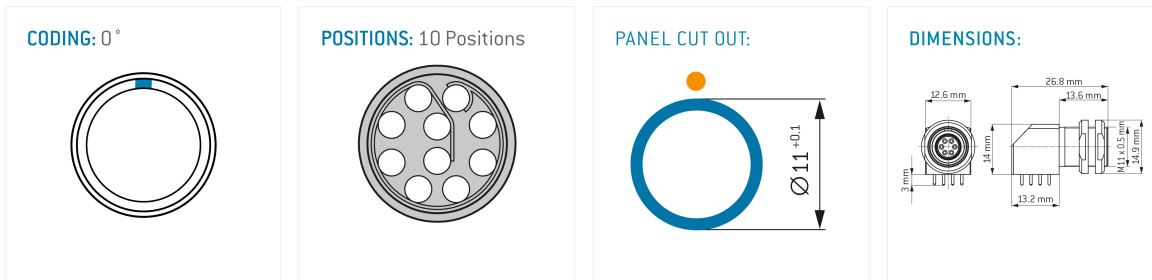 CODING: 0°
POSITIONS: 10 Positions
PANEL CUT OUT:
Ø11 +0.1
DIMENSIONS:
26.8 mm
12.6 mm
13.6 mm
14 mm
M11 x 0.5 mm
14.9 mm
3 mm
13.2 mm